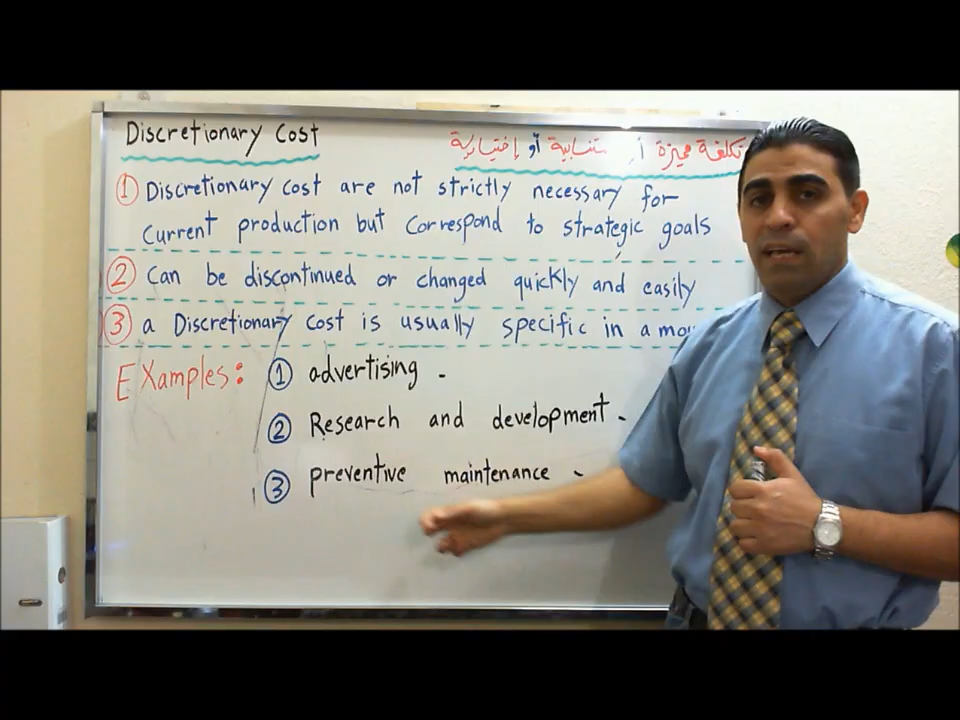 Discretionary Cost
تكلفة مميزة أو متنابية أو إختيارية
① Discretionary cost are not strictly necessary for
current production but correspond to strategic goals
② Can be discontinued or changed quickly and easily
③ a Discretionary Cost is usually specific in a
EXamples: ① advertising -
② Research and development -
③ preventive maintenance -